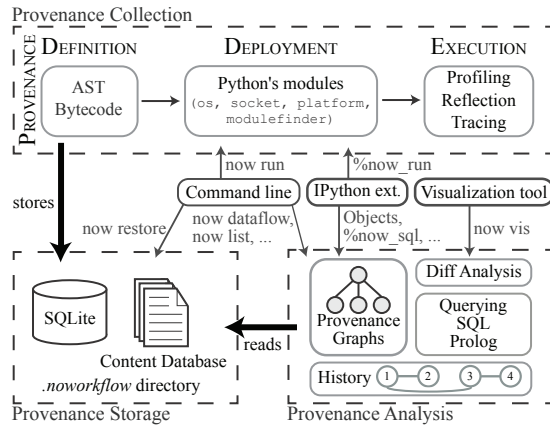 Provenance Collection
PROVENANCE
DEFINITION
DEPLOYMENT
EXECUTION
AST
Bytecode
Python's modules
(os, socket, platform,
modulefinder)
Profiling
Reflection
Tracing
now run
%now_run
stores
Command line
IPython ext.
Visualization tool
now restore
now dataflow,
now list, ...
Objects,
%now_sql, ...
now vis
SQLite
Content Database
.noworkflow directory
Provenance Storage
reads
Provenance
Graphs
Diff Analysis
Querying
SQL
Prolog
History
1 2 3 4
Provenance Analysis